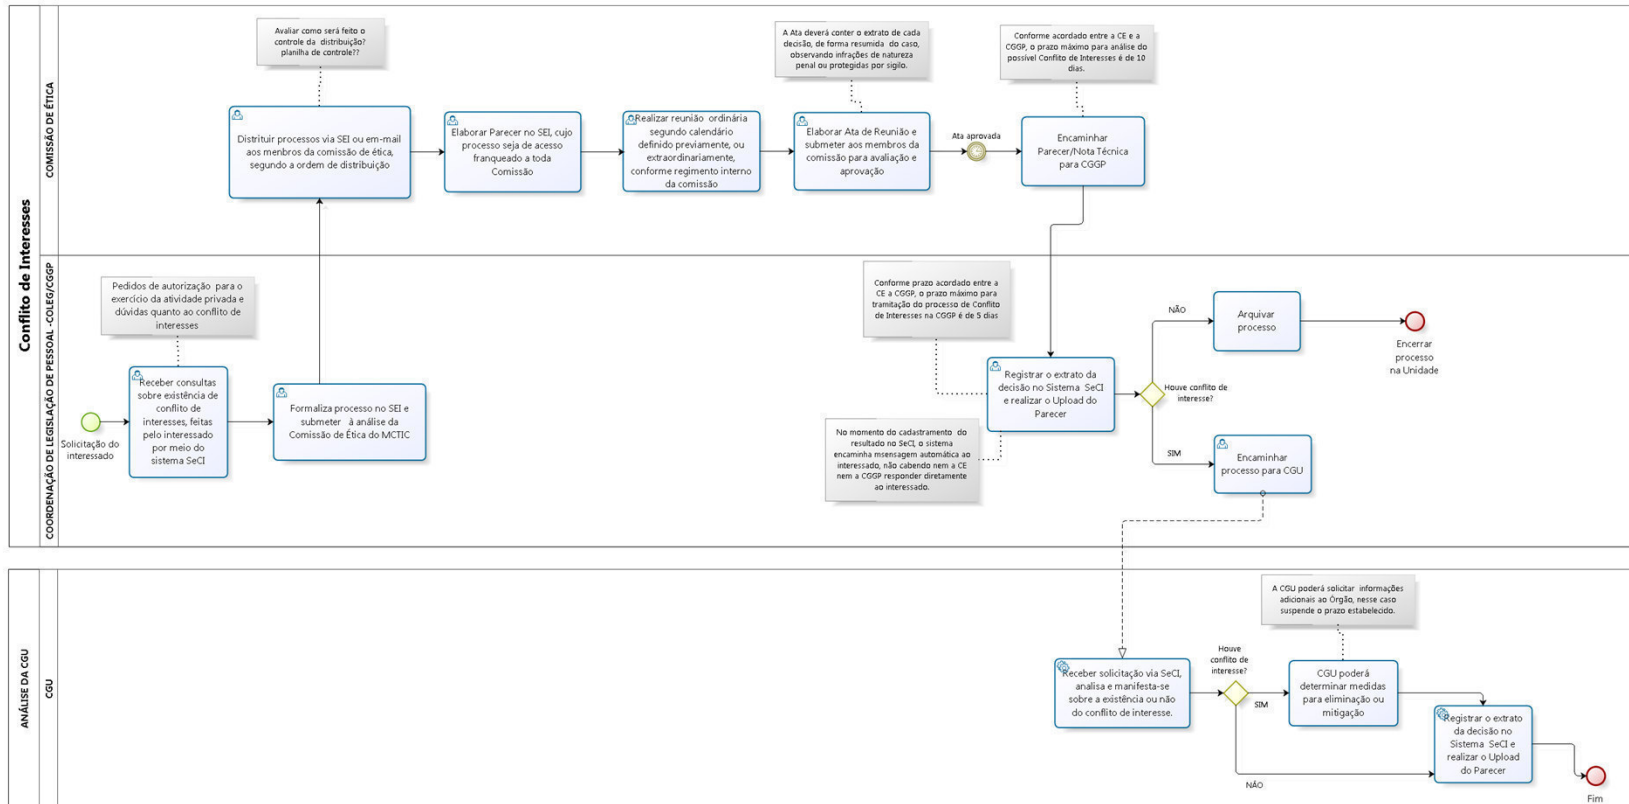 Conflito de Interesses
COMISSÃO DE ÉTICA
Avaliar como será feito o
controle da distribuição?
planilha de controle??
A Ata deverá conter o extrato de cada
decisão, de forma resumida do caso,
observando infrações de natureza
penal ou protegidas por sigilo.
Conforme acordado entre a CE e a
CGGP, o prazo máximo para análise do
possível Conflito de Interesses é de 10
dias.
Distrituir processos via SEI ou em-mail
aos menbros da comissão de ética,
segundo a ordem de distribuição
Elaborar Parecer no SEI, cujo
processo seja de acesso
franqueado a toda
Comissão
Realizar reunião ordinária
segundo calendário
definido previamente, ou
extraordinariamente,
conforme regimento interno
da comissão
Elaborar Ata de Reunião e
submeter aos membros da
comissão para avaliação e
aprovação
Ata aprovada
Encaminhar
Parecer/Nota Técnica
para CGGP
COORDENAÇÃO DE LEGISLAÇÃO DE PESSOAL -COLEG/CGGP
Pedidos de autorização para o
exercício da atividade privada e
dúvidas quanto ao conflito de
interesses
Solicitação do
interessado
Receber consultas
sobre existência de
conflito de
interesses, feitas
pelo interessado
por meio do
sistema SeCI
Formaliza processo no SEI e
submeter à análise da
Comissão de Ética do MCTIC
Conforme prazo acordado entre a
CE a CGGP, o prazo máximo para
tramitação do processo de Conflito
de Interesses na CGGP é de 5 dias
Registrar o extrato da
decisão no Sistema SeCI
e realizar o Upload do
Parecer
No momento do cadastramento do
resultado no SeCI, o sistema
encaminha msensagem automática ao
interessado, não cabendo nem a CE
nem a CGGP responder diretamente
ao interessado.
Houve conflito de
interesse?
NÃO
Arquivar
processo
Encerrar
processo
na Unidade
SIM
Encaminhar
processo para CGU
ANÁLISE DA CGU
CGU
A CGU poderá solicitar informações
adicionais ao Órgão, nesse caso
suspende o prazo estabelecido.
Receber solicitação via SeCI,
analisa e manifesta-se
sobre a existência ou não
do conflito de interesse.
Houve
conflito de
interesse?
SIM
CGU poderá
determinar medidas
para eliminação ou
mitigação
NÃO
Registrar o extrato
da decisão no
Sistema SeCI e
realizar o Upload
do Parecer
Fim